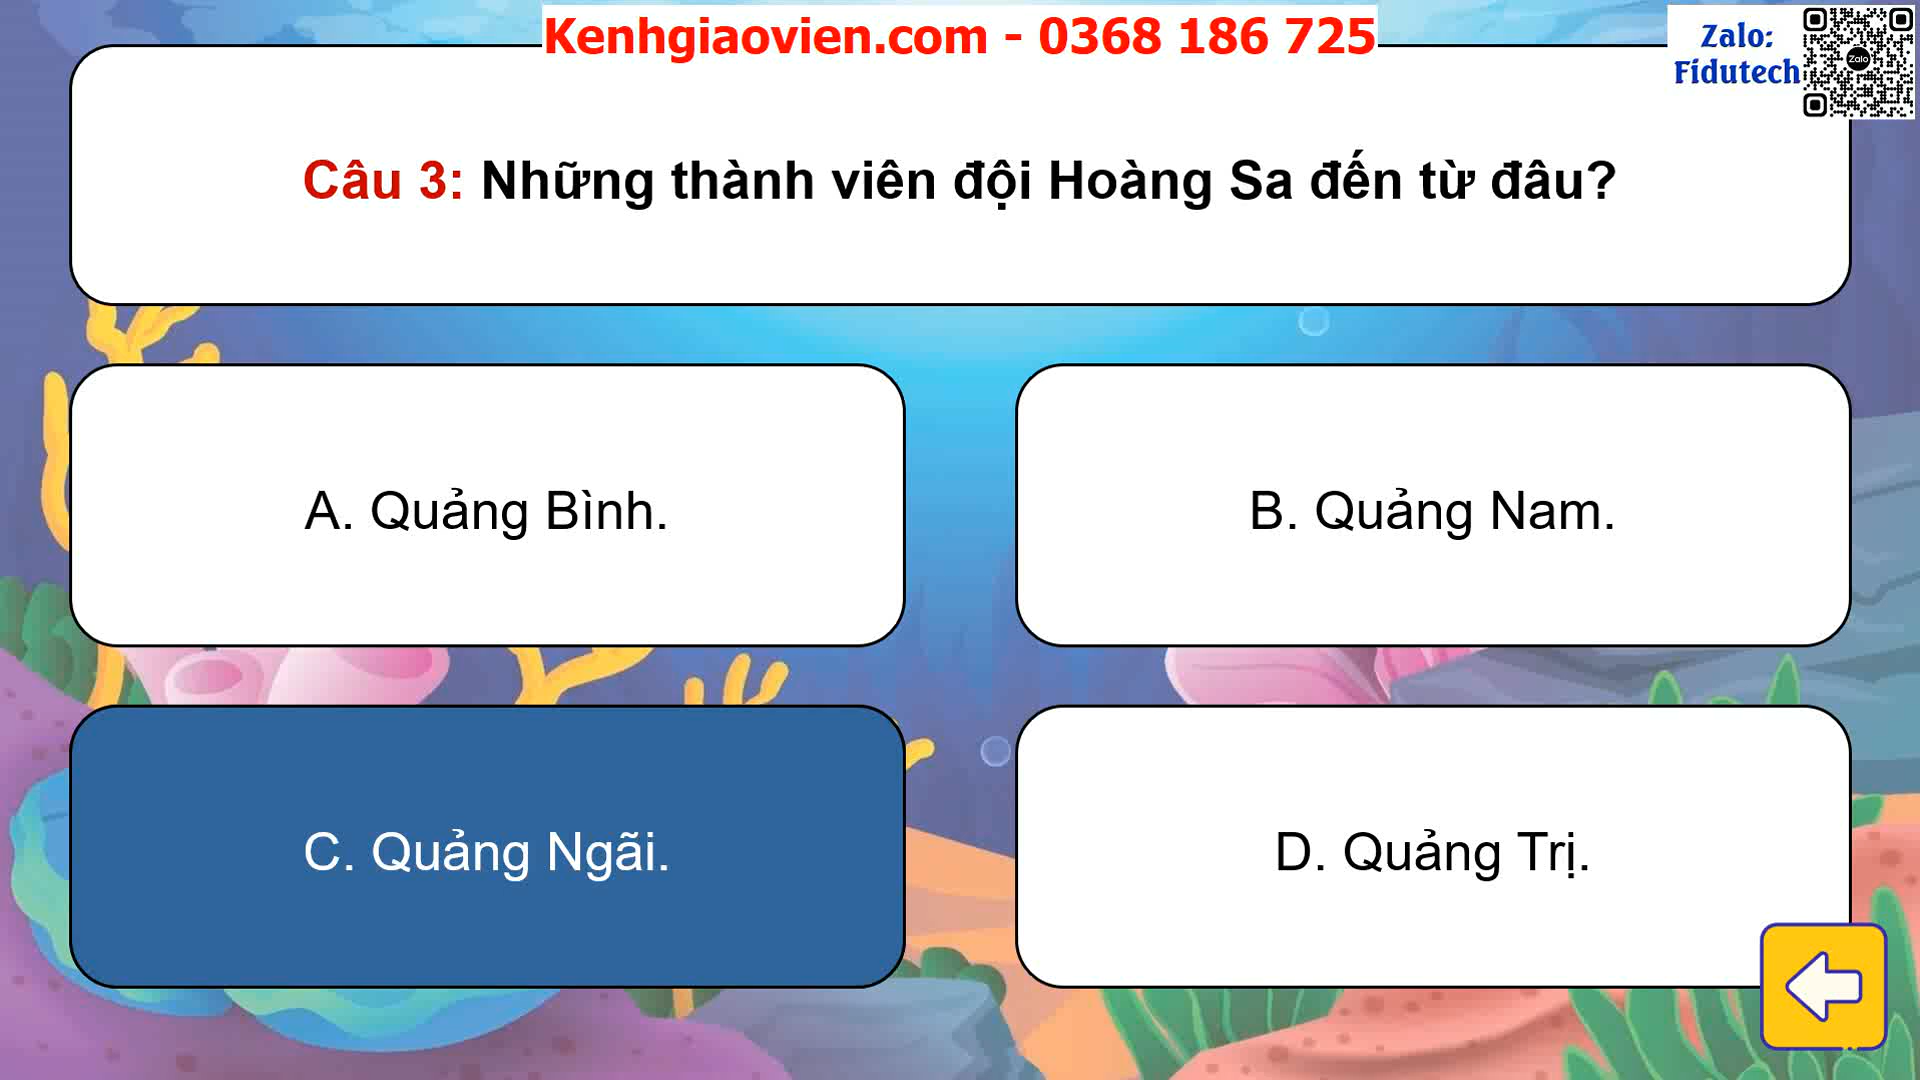 Kenhgiaovien.com - 0368 186 725
Zalo:
Fidutech
Zalo
Câu 3: Những thành viên đội Hoàng Sa đến từ đâu?
A. Quảng Bình.
B. Quảng Nam.
C. Quảng Ngãi.
D. Quảng Trị.